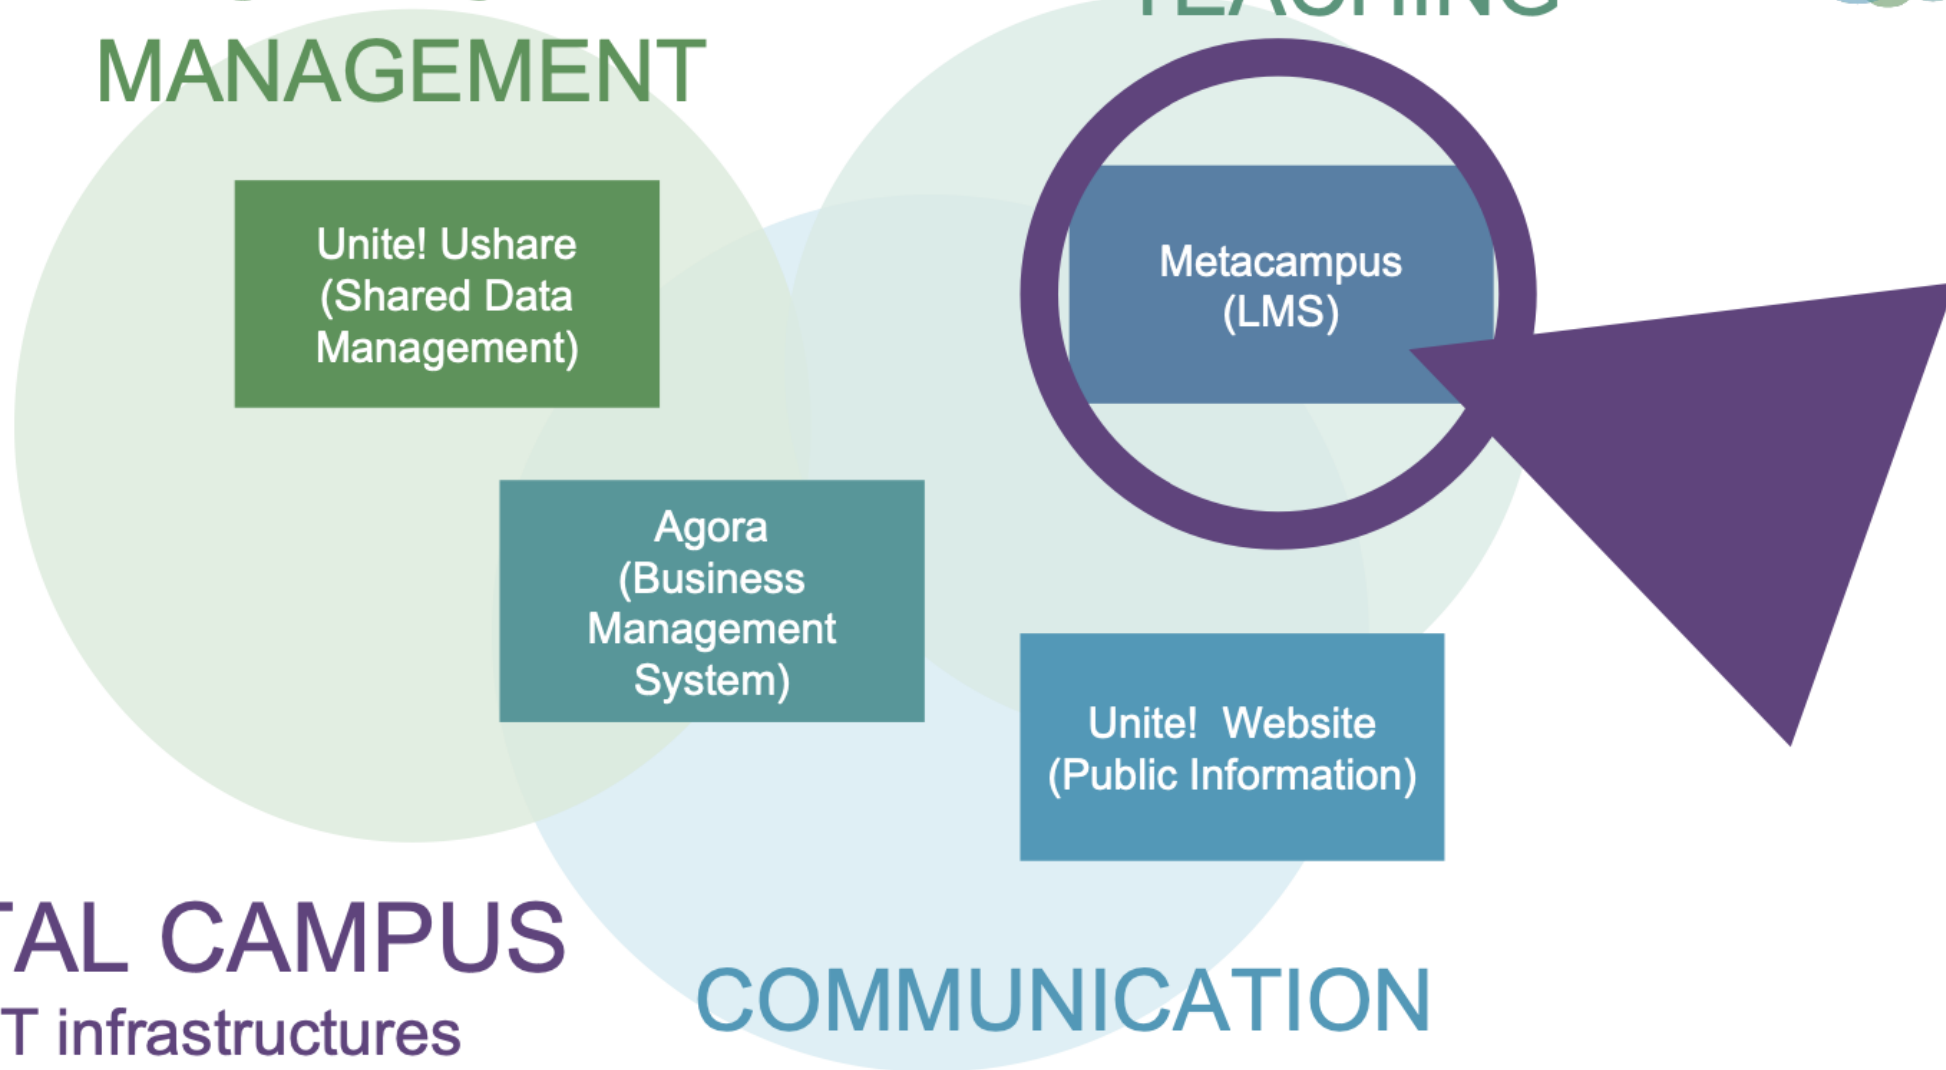 TEACHING
MANAGEMENT
Unite! Ushare
(Shared Data
Management)
Metacampus
(LMS)
Agora
(Business
Management
System)
Unite!  Website
(Public Information)
TAL CAMPUS
T infrastructures
COMMUNICATION